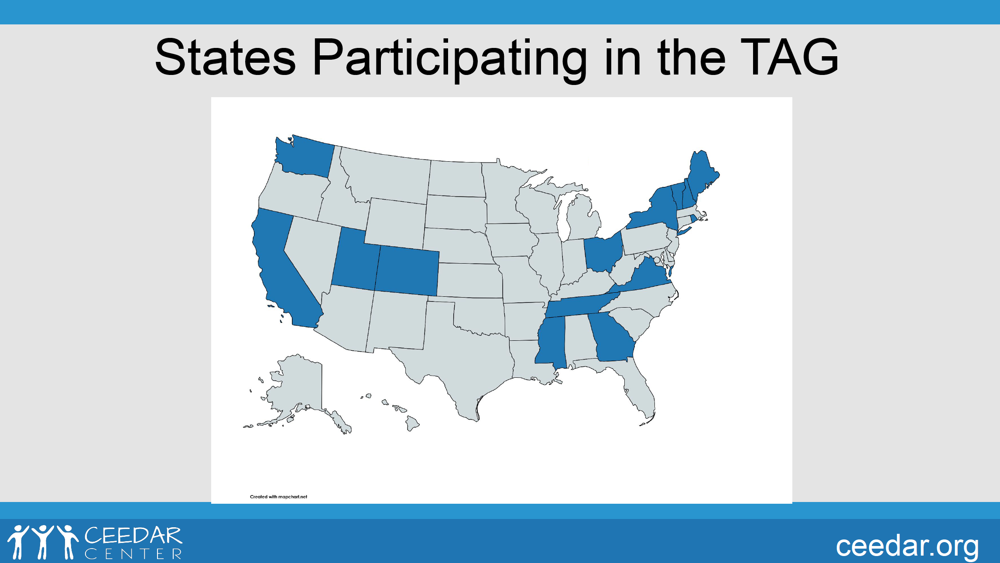 States Participating in the TAG
Created with mapchart.net
CEEDAR
CENTER
ceedar.org